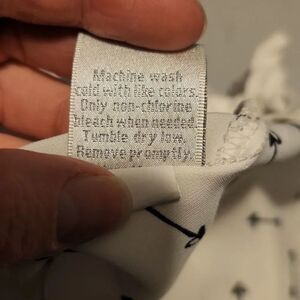 Machine wash
cold with like colors.
Only non-chlorine
bleach when needed.
Tumble dry low.
Remove promptly.